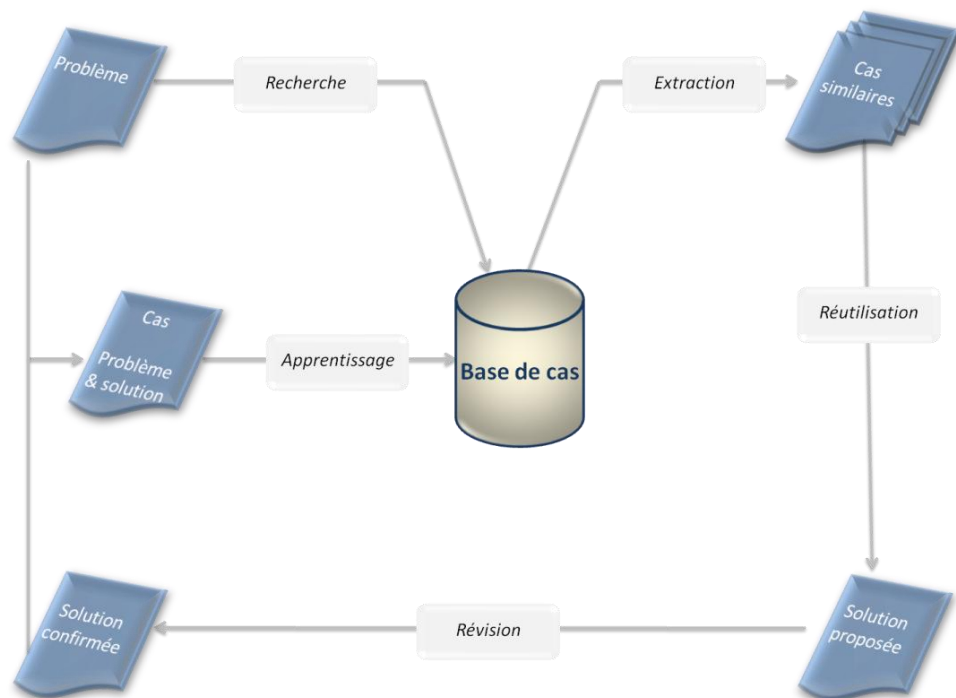 Problème
Recherche
Extraction
Cas
similaires
Réutilisation
Cas
Problème
& solution
Apprentissage
Base de cas
Solution
confirmée
Révision
Solution
proposée